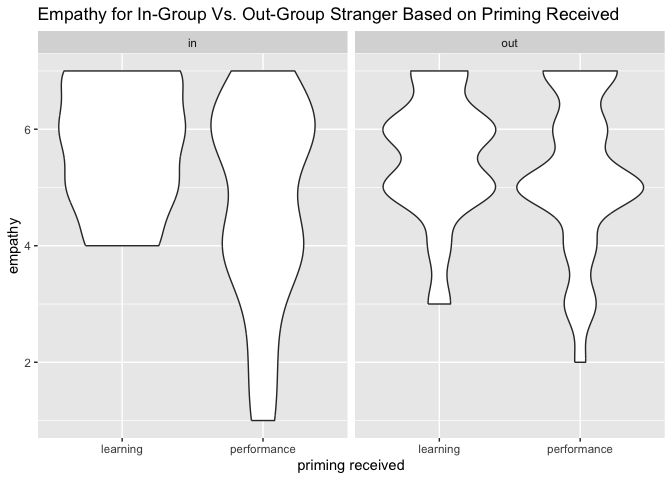 Empathy for In-Group Vs. Out-Group Stranger Based on Priming Received
in
out
6
4
2
empathy
learning
performance
learning
performance
priming received